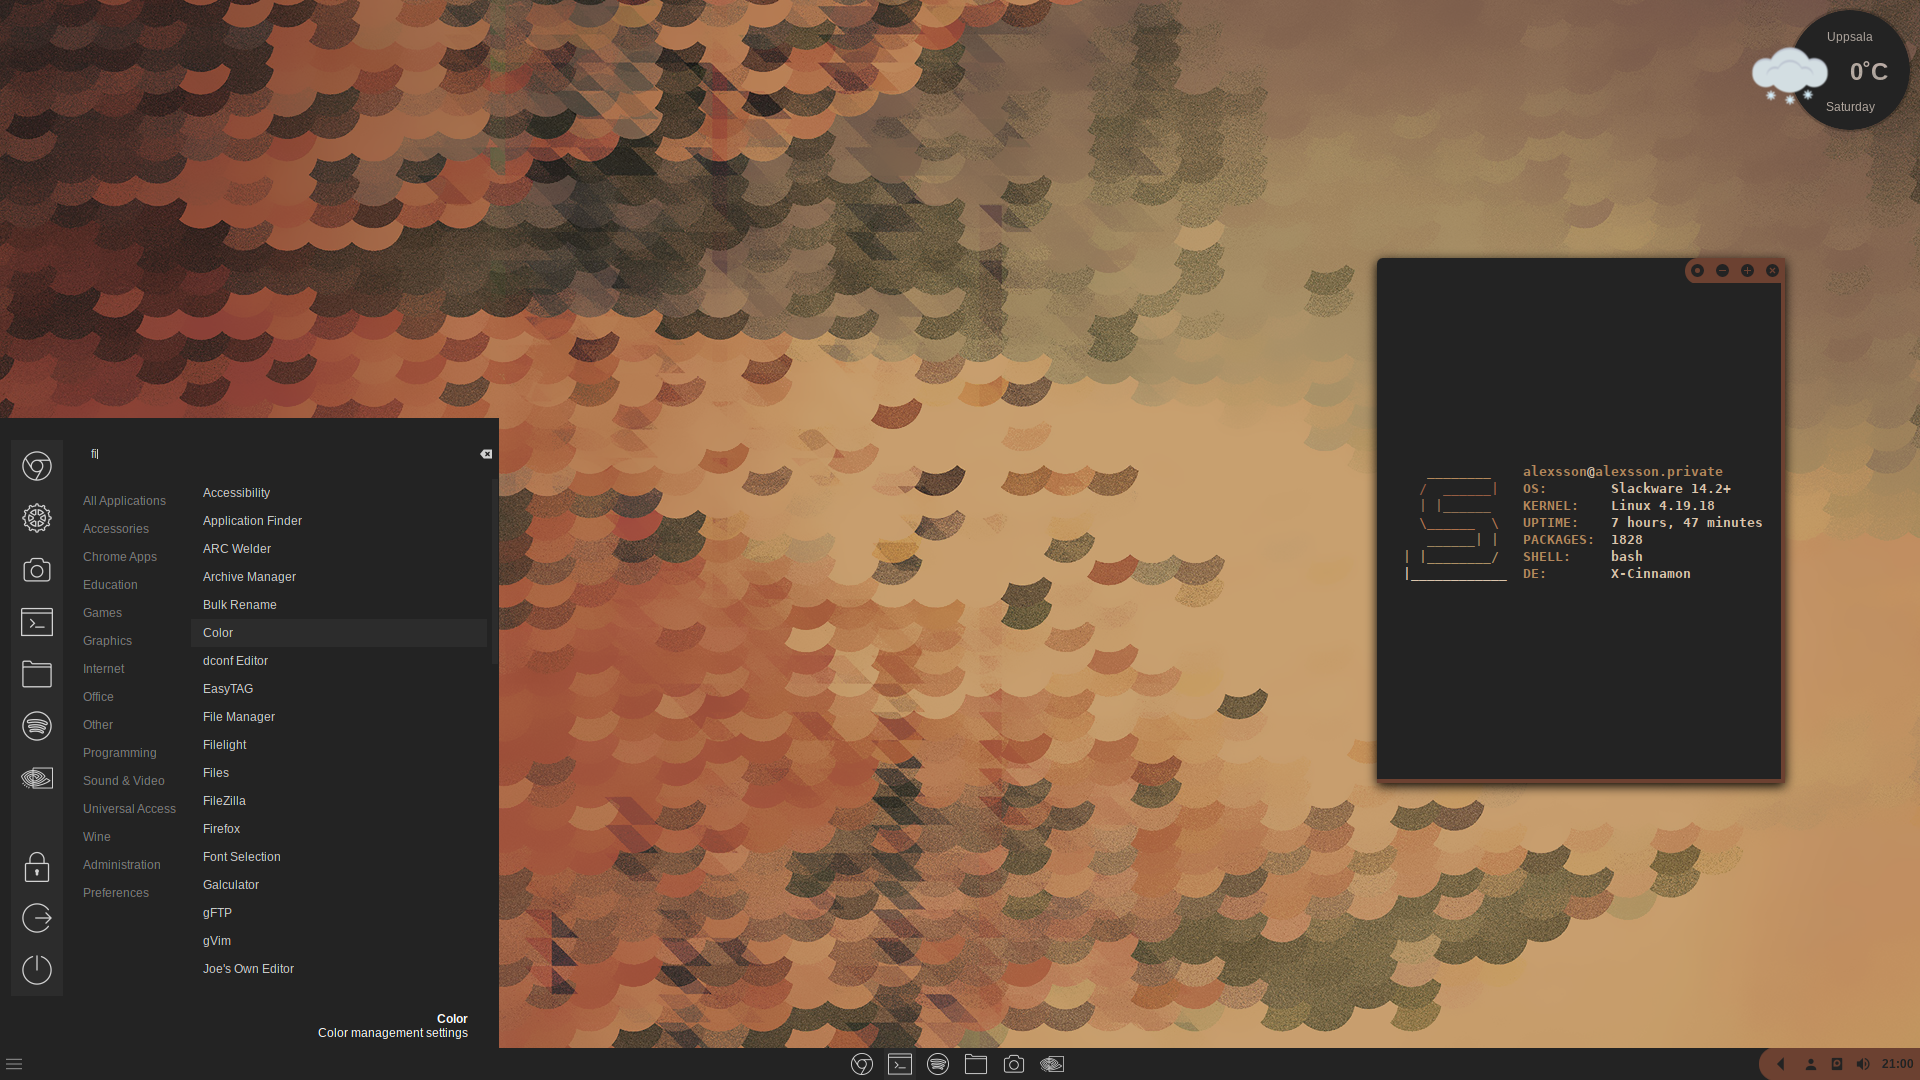 Uppsala
0°C
Saturday
fi
All Applications
Accessories
Chrome Apps
Education
Games
Graphics
Internet
Office
Other
Programming
Sound & Video
Universal Access
Wine
Administration
Preferences
Accessibility
Application Finder
ARC Welder
Archive Manager
Bulk Rename
Color
dconf Editor
EasyTAG
File Manager
Filelight
Files
FileZilla
Firefox
Font Selection
Galculator
gFTP
gVim
Joe's Own Editor
Color
Color management settings
alexsson@alexsson.private
OS: Slackware 14.2+
KERNEL: Linux 4.19.18
UPTIME: 7 hours, 47 minutes
PACKAGES: 1828
SHELL: bash
DE: X-Cinnamon
21:00